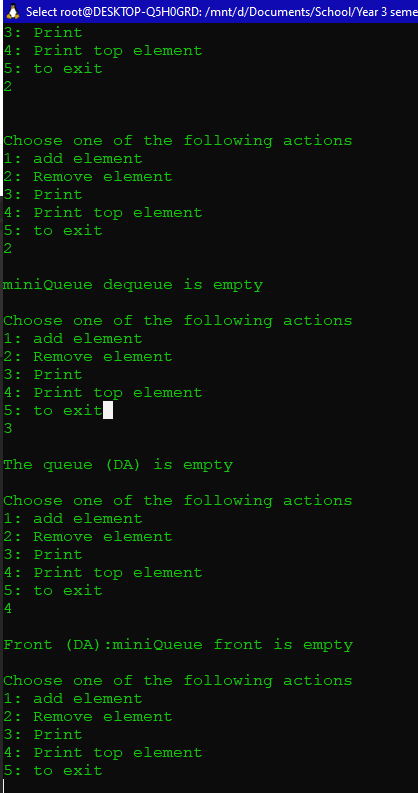 Select root@DESKTOP-Q5H0GRD: /mnt/d/Documents/School/Year 3 seme
3: Print
4: Print top element
5: to exit
2
Choose one of the following actions
1: add element
2: Remove element
3: Print
4: Print top element
5: to exit
2
miniQueue dequeue is empty
Choose one of the following actions
1: add element
2: Remove element
3: Print
4: Print top element
5: to exit
3
The queue (DA) is empty
Choose one of the following actions
1: add element
2: Remove element
3: Print
4: Print top element
5: to exit
4
Front (DA):miniQueue front is empty
Choose one of the following actions
1: add element
2: Remove element
3: Print
4: Print top element
5: to exit